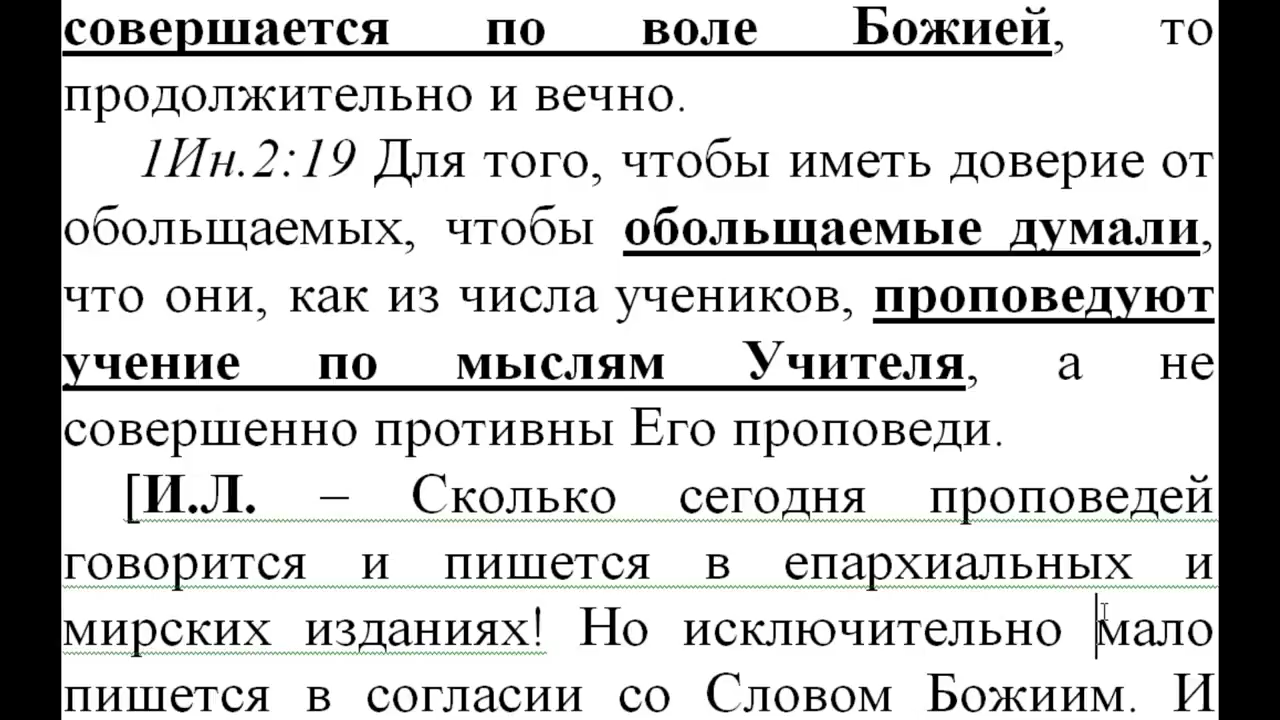 совершается по воле Божией, то
продолжительно и вечно.
1Ин.2:19 Для того, чтобы иметь доверие от
обольщаемых, чтобы обольщаемые думали,
что они, как из числа учеников, проповедуют
учение по мыслям Учителя, а не
совершенно противны Его проповеди.
[И.Л. – Сколько сегодня проповедей
говорится и пишется в епархиальных и
мирских изданиях! Но исключительно мало
пишется в согласии со Словом Божиим. И